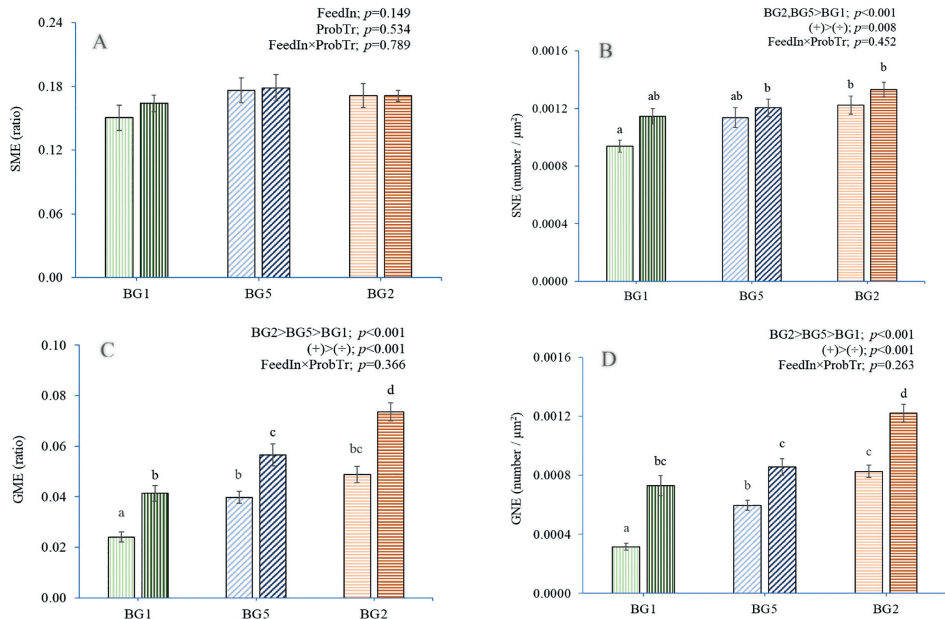 A
FeedIn; p=0.149
ProbTr; p=0.534
FeedIn×ProbTr; p=0.789
SME (ratio)
0.24
0.18
0.12
0.06
0.00
BG1 BG5 BG2
B
BG2,BG5>BG1; p<0.001
(+)>(÷); p=0.008
FeedIn×ProbTr; p=0.452
SNE (number / µm²)
0.0016
0.0012
0.0008
0.0004
0.0000
a ab ab b b b
BG1 BG5 BG2
C
BG2>BG5>BG1; p<0.001
(+)>(÷); p<0.001
FeedIn×ProbTr; p=0.366
GME (ratio)
0.10
0.08
0.06
0.04
0.02
0.00
a b b c bc d
BG1 BG5 BG2
D
BG2>BG5>BG1; p<0.001
(+)>(÷); p<0.001
FeedIn×ProbTr; p=0.263
GNE (number / µm²)
0.0016
0.0012
0.0008
0.0004
0.0000
a bc b c c d
BG1 BG5 BG2